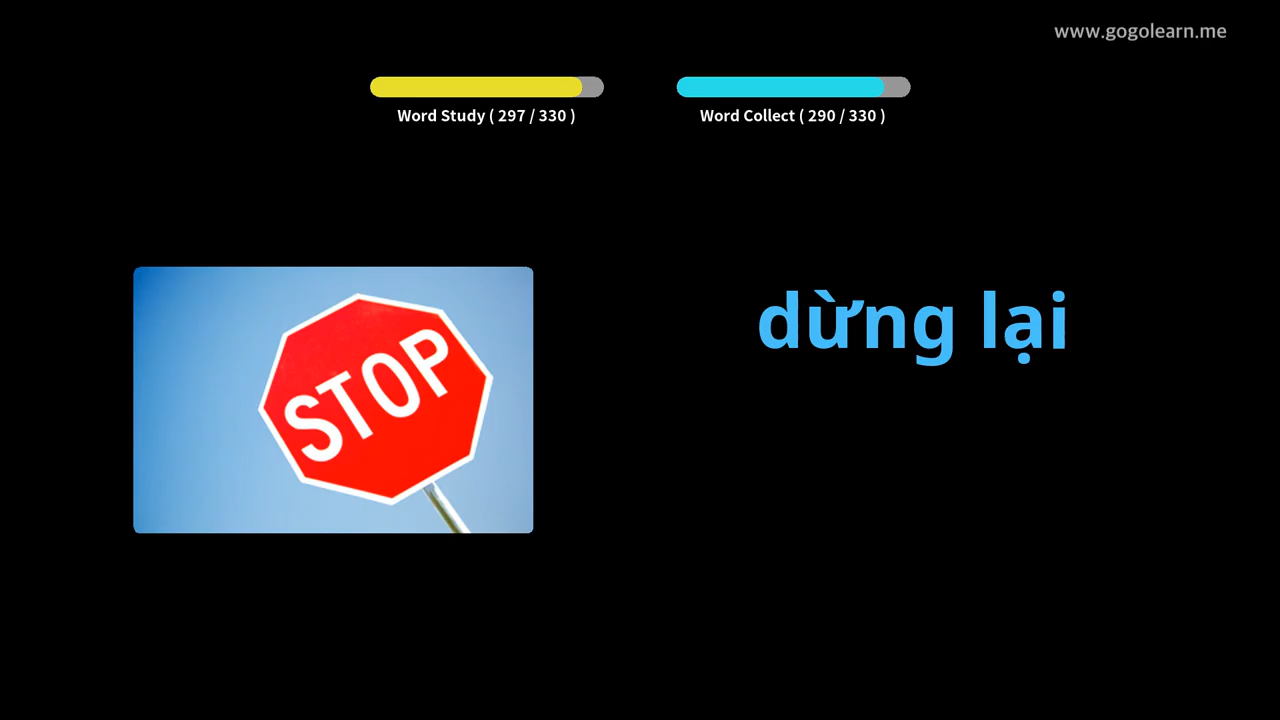 www.gogolearn.me
Word Study ( 297 / 330 )
Word Collect ( 290 / 330 )
STOP
dừng lại